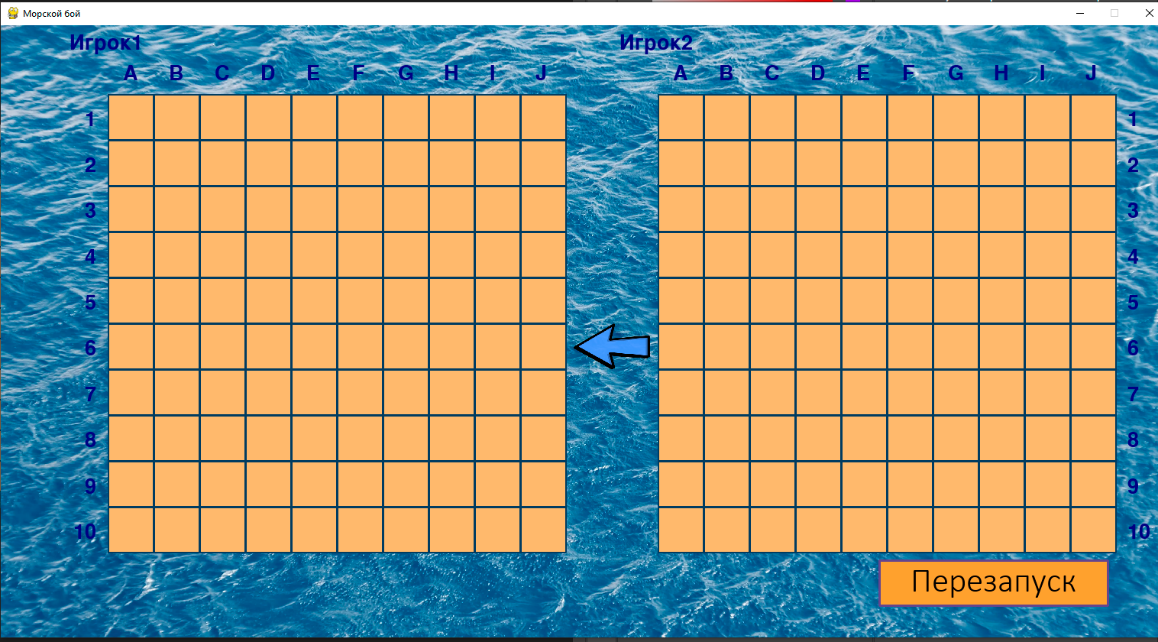 Морской бой
Игрок1 Игрок2
A B C D E F G H I J A B C D E F G H I J
1 1
2 2
3 3
4 4
5 5
6 6
7 7
8 8
9 9
10 10
Перезапуск